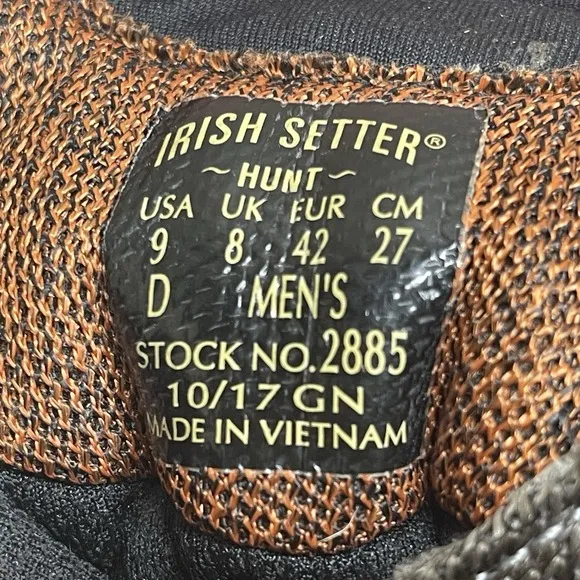 IRISH SETTER®
~ HUNT ~
USA UK EUR CM
9 8 42 27
D MEN'S
STOCK NO. 2885
10/17 GN
MADE IN VIETNAM